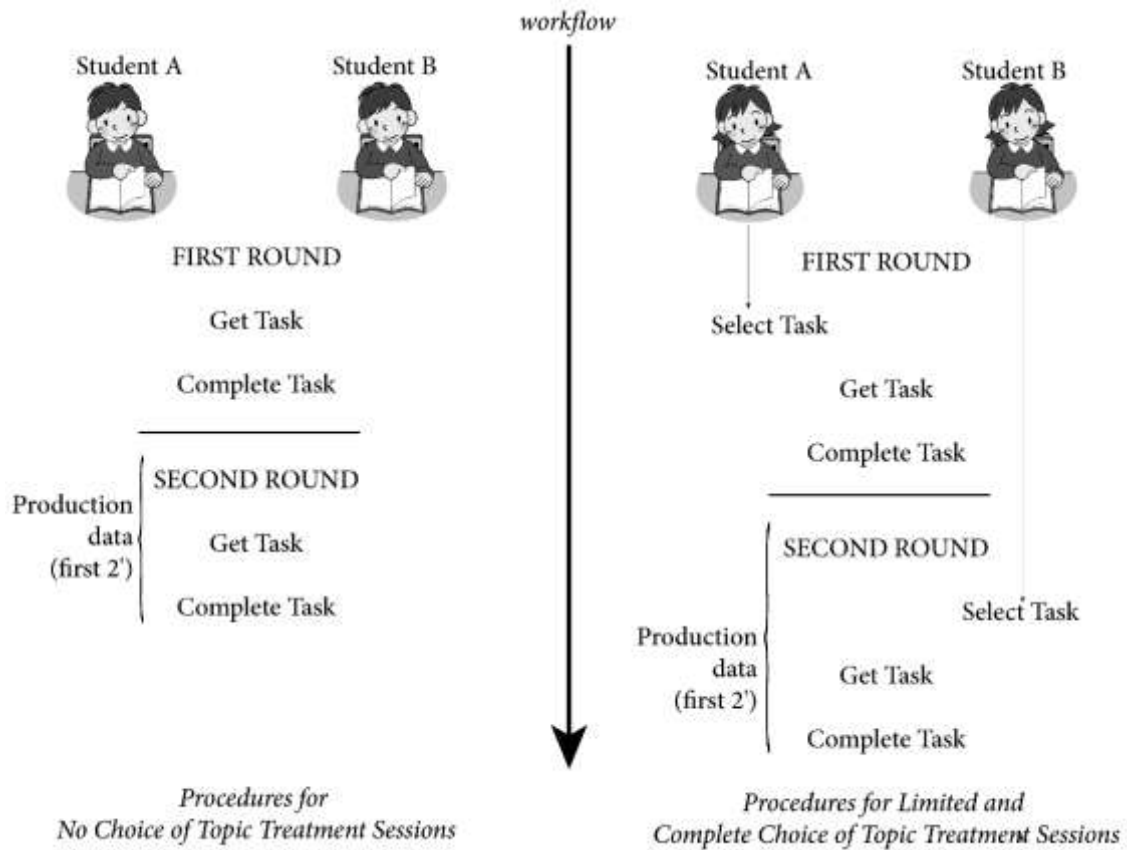 workflow
Student A
Student B
FIRST ROUND
Get Task
Complete Task
SECOND ROUND
Production
data
(first 2')
Get Task
Complete Task
Procedures for
No Choice of Topic Treatment Sessions
Student A
Student B
FIRST ROUND
Select Task
Get Task
Complete Task
SECOND ROUND
Select Task
Production
data
(first 2')
Get Task
Complete Task
Procedures for Limited and
Complete Choice of Topic Treatment Sessions